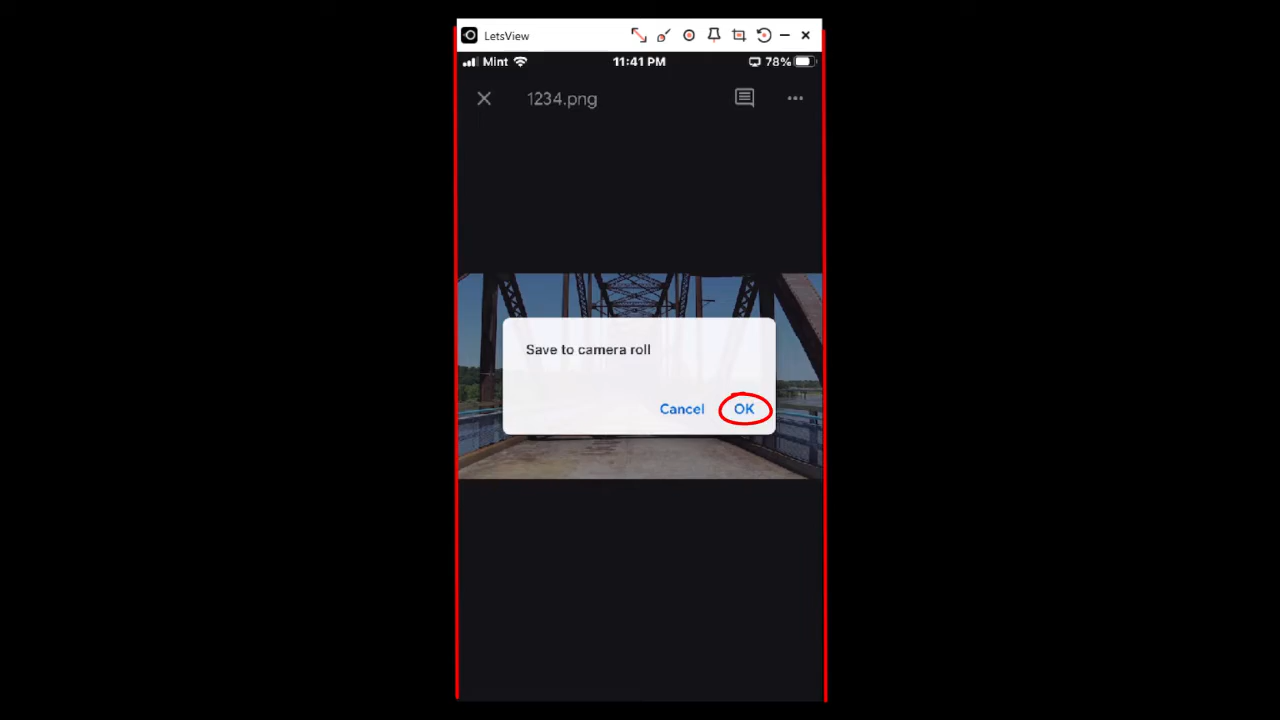 LetsView
Mint 11:41 PM 78%
1234.png
Save to camera roll
Cancel OK